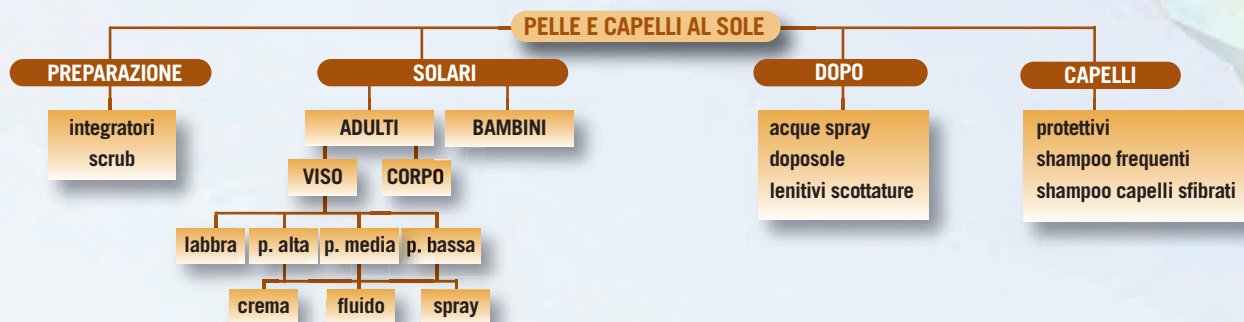 PELLE E CAPELLI AL SOLE
PREPARAZIONE
integratori
scrub
SOLARI
ADULTI
BAMBINI
VISO
CORPO
labbra
p. alta
p. media
p. bassa
crema
fluido
spray
DOPO
acque spray
doposole
lenitivi scottature
CAPELLI
protettivi
shampoo frequenti
shampoo capelli sfibrati